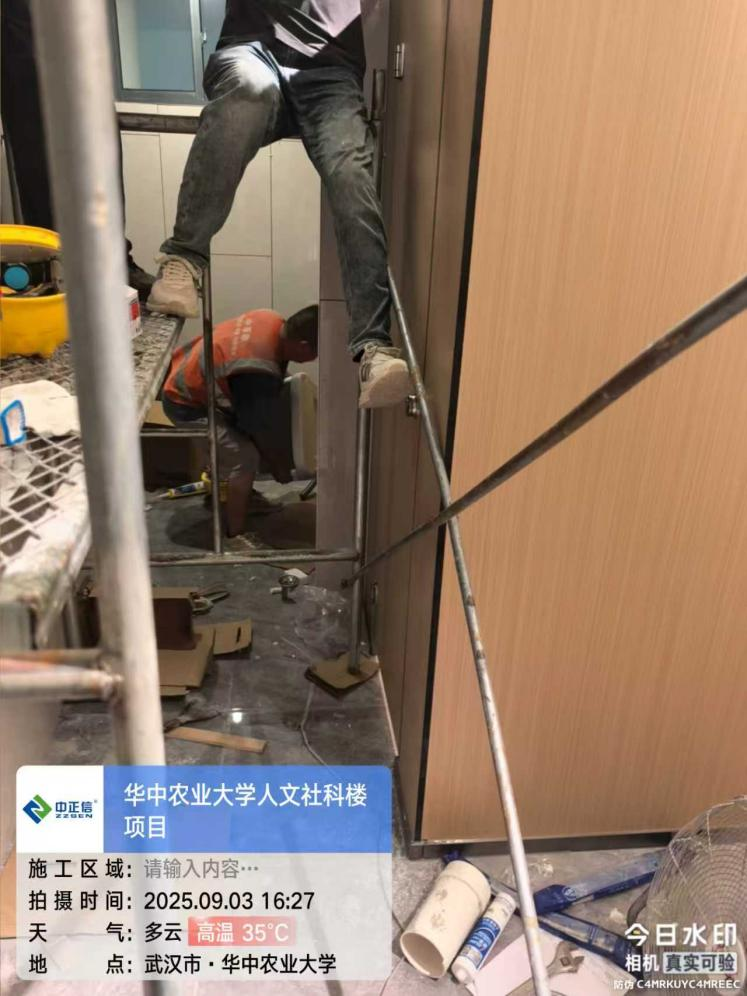 中正信
ZZSEN
华中农业大学人文社科楼
项目
施工区域：请输入内容…
拍摄时间：2025.09.03 16:27
天气：多云 高温 35°C
地点：武汉市·华中农业大学
今日水印
相机 真实可验
防伪 C4MRKUYC4MREEC